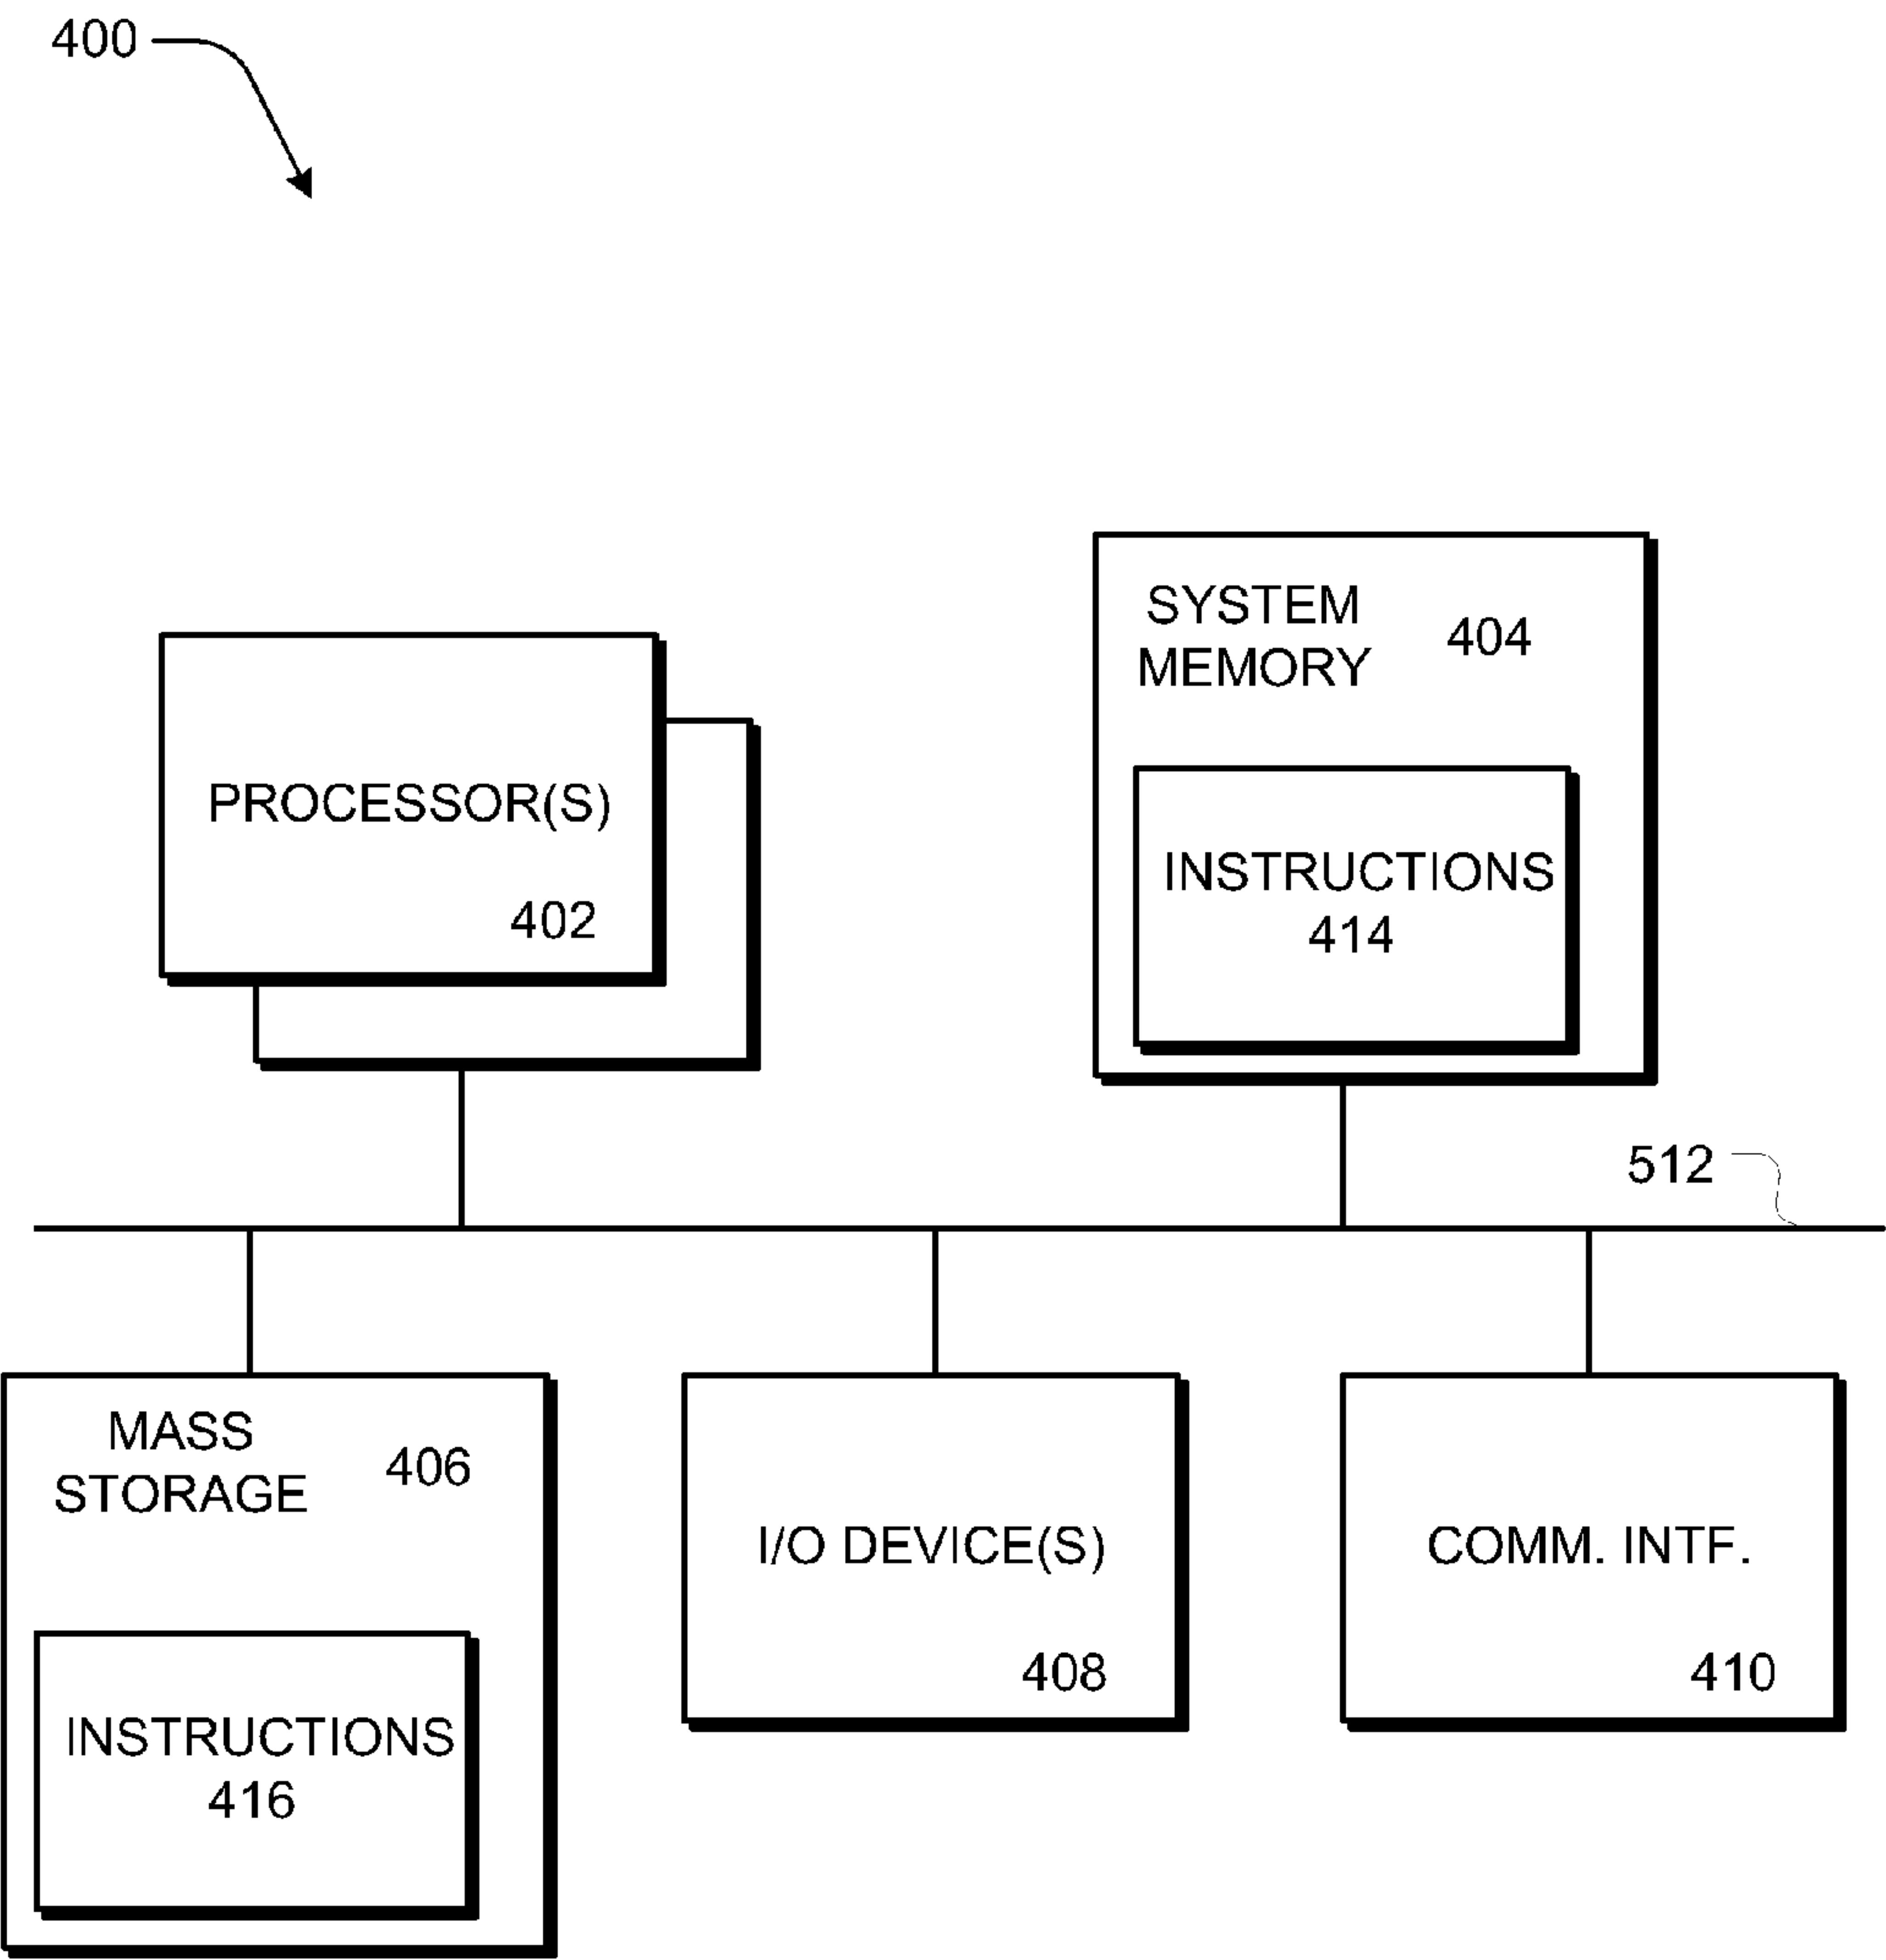 400
SYSTEM
MEMORY
404
PROCESSOR(S)
402
INSTRUCTIONS
414
512
MASS
STORAGE
406
INSTRUCTIONS
416
I/O DEVICE(S)
408
COMM. INTF.
410